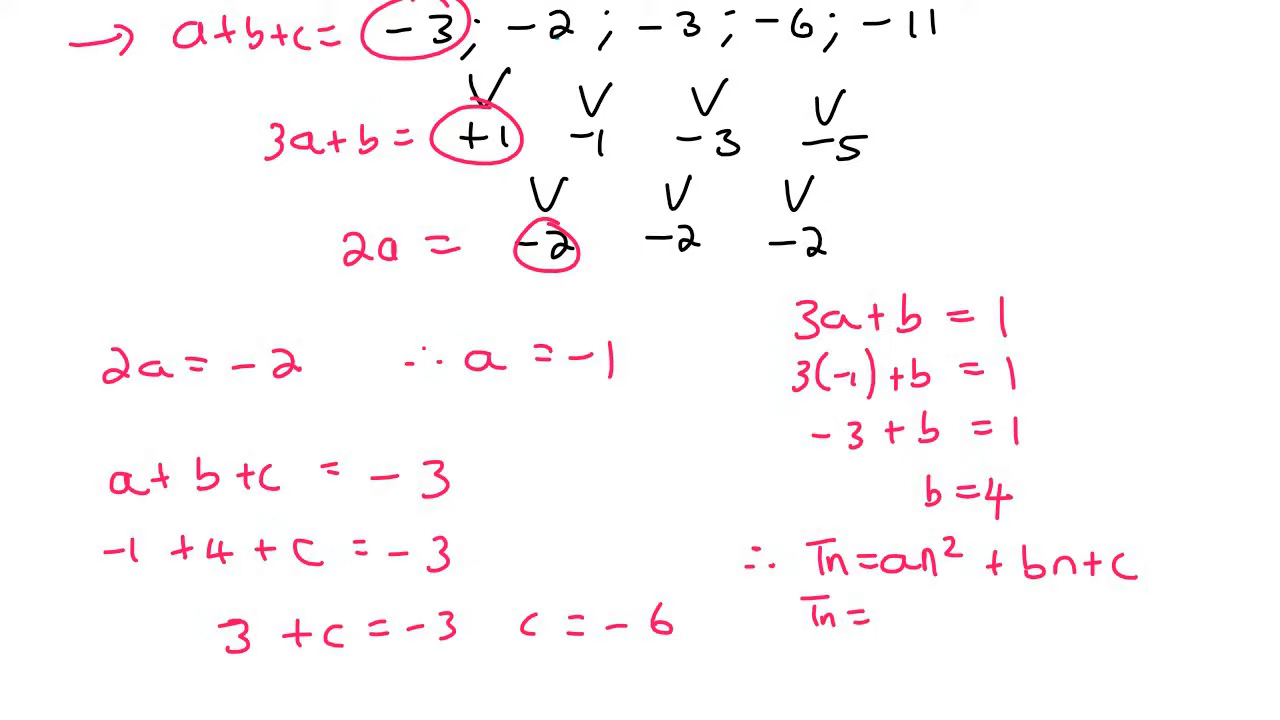 → a+b+c= -3; -2 ; -3 ; -6 ; -11
3a+b = +1 -1 -3 -5
2a = -2 -2 -2
3a+b = 1
2a = -2 ∴ a = -1
3(-1)+b = 1
-3 + b = 1
a+ b +c = -3
b =4
-1 +4 + c = -3
∴ Tn=an² + bn+c
Tn=
3 +c = -3 c = -6